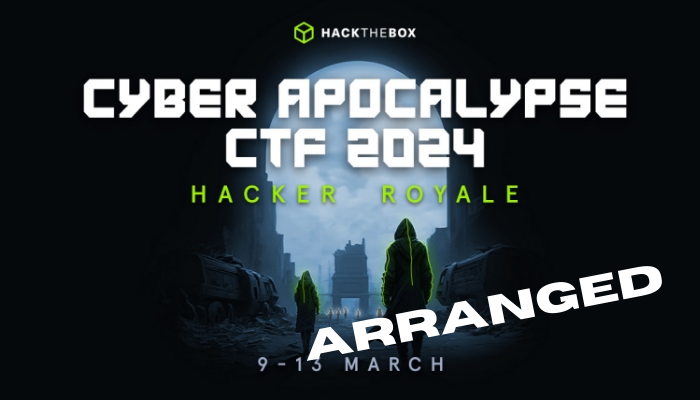 HACKTHEBOX
CYBER APOCALYPSE
CTF 2024
HACKER ROYALE
ARRANGED
9-13 MARCH